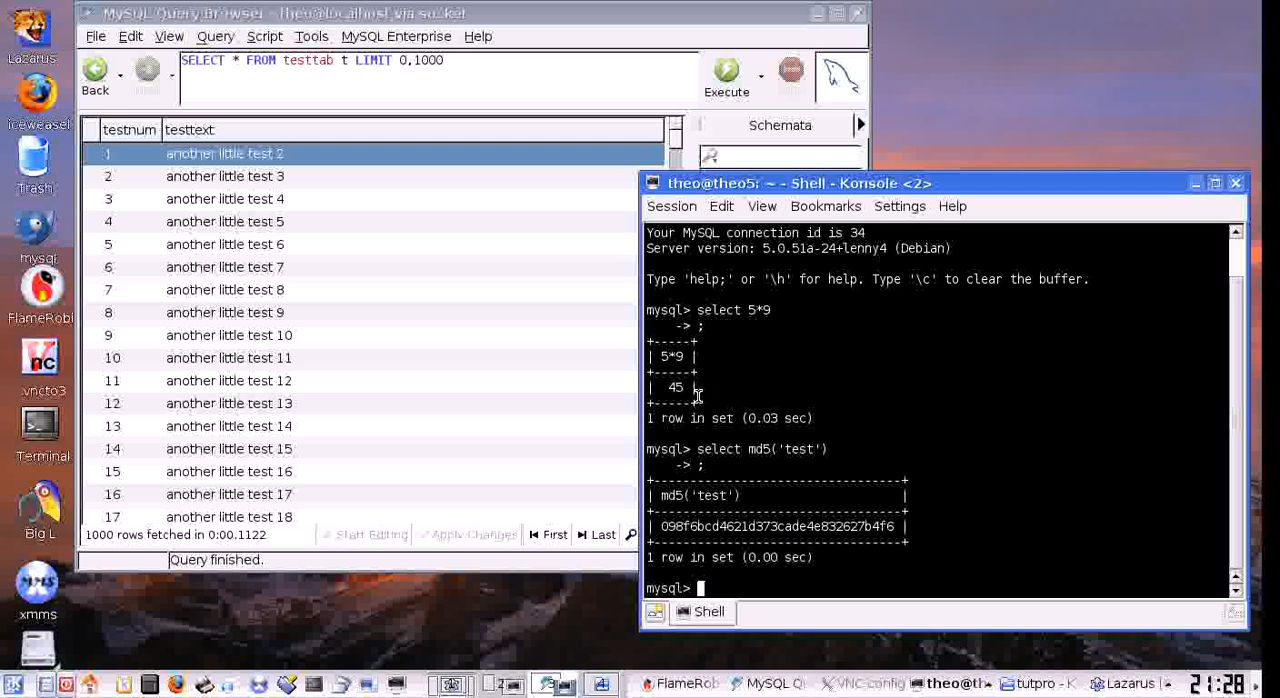 MySQL Query Browser - theo@localhost via socket
File Edit View Query Script Tools MySQL Enterprise Help
SELECT * FROM testtab t LIMIT 0,1000
Back
Execute
Schemata
testnum testtext
1 another little test 2
2 another little test 3
3 another little test 4
4 another little test 5
5 another little test 6
6 another little test 7
7 another little test 8
8 another little test 9
9 another little test 10
10 another little test 11
11 another little test 12
12 another little test 13
13 another little test 14
14 another little test 15
15 another little test 16
16 another little test 17
17 another little test 18
1000 rows fetched in 0:00.1122 Start Editing Apply Changes First Last
Query finished.
theo@theo5: ~ - Shell - Konsole <2>
Session Edit View Bookmarks Settings Help
Your MySQL connection id is 34
Server version: 5.0.51a-24+lenny4 (Debian)
Type 'help;' or '\h' for help. Type '\c' to clear the buffer.
mysql> select 5*9
-> ;
+-----+
| 5*9 |
+-----+
| 45 |
+-----+
1 row in set (0.03 sec)
mysql> select md5('test')
-> ;
+----------------------------------+
| md5('test') |
+----------------------------------+
| 098f6bcd4621d373cade4e832627b4f6 |
+----------------------------------+
1 row in set (0.00 sec)
mysql>
Shell
Lazarus
iceweasel
Trash
mysql
FlameRobi
vncto3
Terminal
Big L
xmms
FlameRob MySQL Q VNC config theo@th tutpro - K Lazarus 21:28